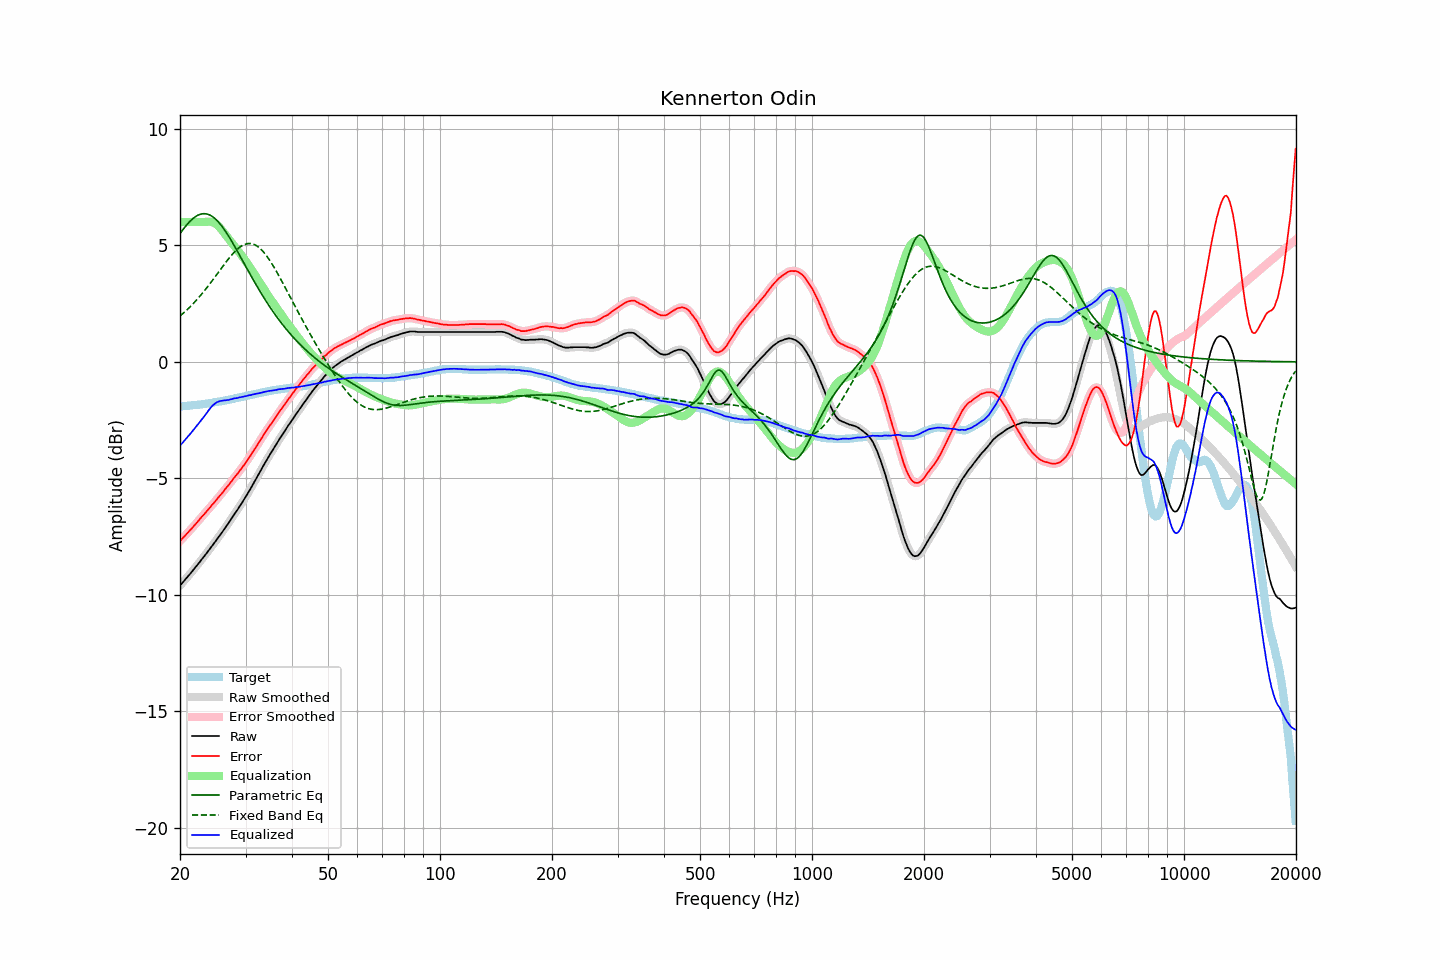 Kennerton Odin
Amplitude (dBr)
10
5
0
−5
−10
−15
−20
Target
Raw Smoothed
Error Smoothed
Raw
Error
Equalization
Parametric Eq
Fixed Band Eq
Equalized
20 50 100 200 500 1000 2000 5000 10000 20000
Frequency (Hz)